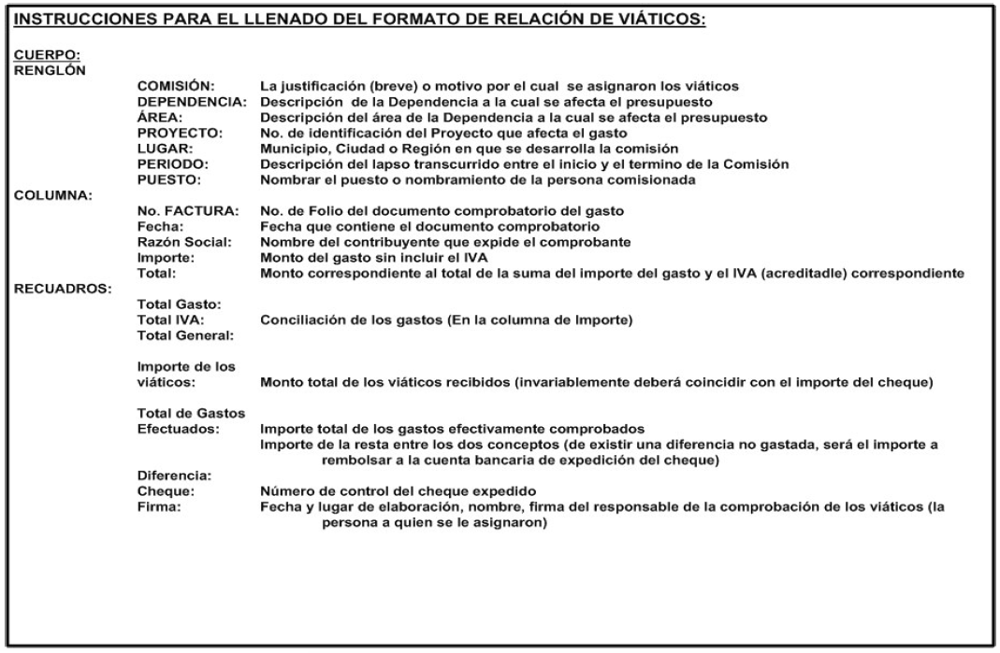 INSTRUCCIONES PARA EL LLENADO DEL FORMATO DE RELACIÓN DE VIÁTICOS:
CUERPO:
RENGLÓN
COMISIÓN: La justificación (breve) o motivo por el cual se asignaron los viáticos
DEPENDENCIA: Descripción de la Dependencia a la cual se afecta el presupuesto
ÁREA: Descripción del área de la Dependencia a la cual se afecta el presupuesto
PROYECTO: No. de identificación del Proyecto que afecta el gasto
LUGAR: Municipio, Ciudad o Región en que se desarrolla la comisión
PERIODO: Descripción del lapso transcurrido entre el inicio y el termino de la Comisión
PUESTO: Nombrar el puesto o nombramiento de la persona comisionada
COLUMNA:
No. FACTURA: No. de Folio del documento comprobatorio del gasto
Fecha: Fecha que contiene el documento comprobatorio
Razón Social: Nombre del contribuyente que expide el comprobante
Importe: Monto del gasto sin incluir el IVA
Total: Monto correspondiente al total de la suma del importe del gasto y el IVA (acreditadle) correspondiente
RECUADROS:
Total Gasto:
Total IVA: Conciliación de los gastos (En la columna de Importe)
Total General:
Importe de los
viáticos: Monto total de los viáticos recibidos (invariablemente deberá coincidir con el importe del cheque)
Total de Gastos
Efectuados: Importe total de los gastos efectivamente comprobados
Importe de la resta entre los dos conceptos (de existir una diferencia no gastada, será el importe a
rembolsar a la cuenta bancaria de expedición del cheque)
Diferencia:
Cheque: Número de control del cheque expedido
Firma: Fecha y lugar de elaboración, nombre, firma del responsable de la comprobación de los viáticos (la
persona a quien se le asignaron)